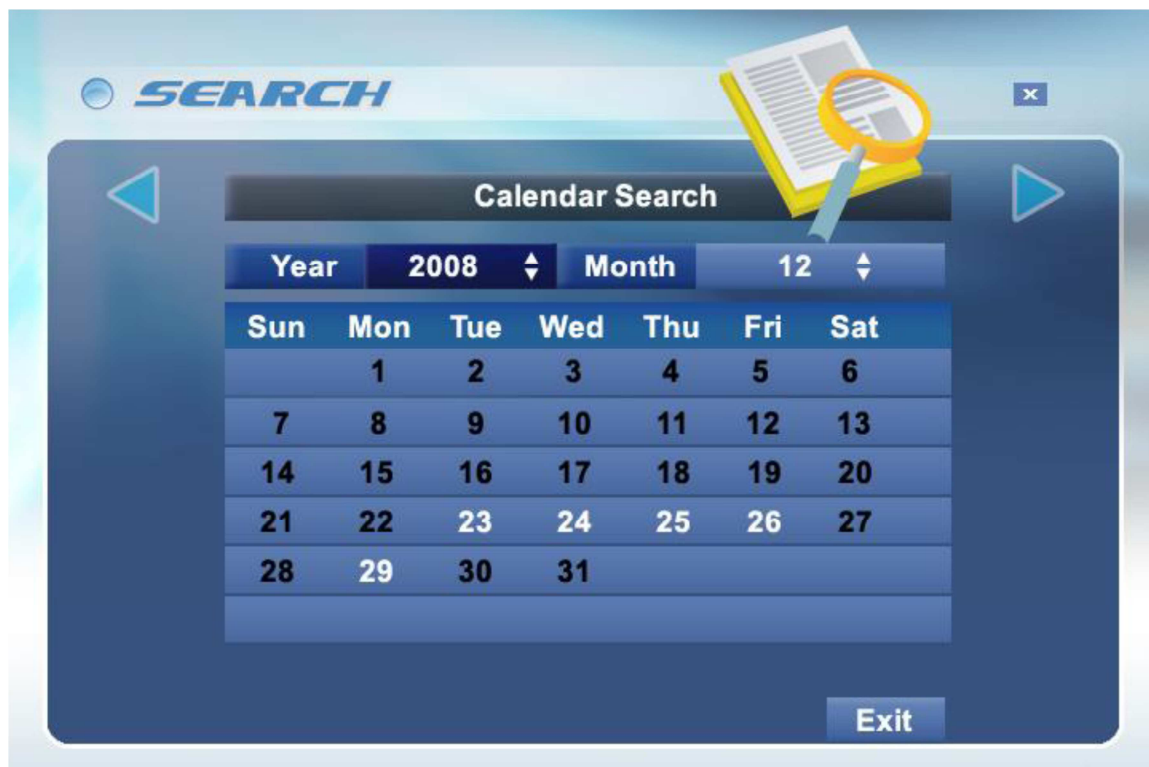 SEARCH
Calendar Search
Year 2008 Month 12
Sun Mon Tue Wed Thu Fri Sat
1 2 3 4 5 6
7 8 9 10 11 12 13
14 15 16 17 18 19 20
21 22 23 24 25 26 27
28 29 30 31
Exit